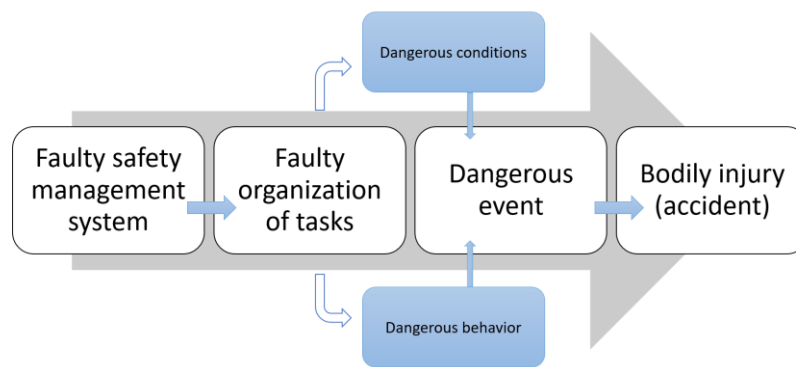 Dangerous conditions
Faulty safety
management
system
Faulty
organization
of tasks
Dangerous
event
Bodily injury
(accident)
Dangerous behavior